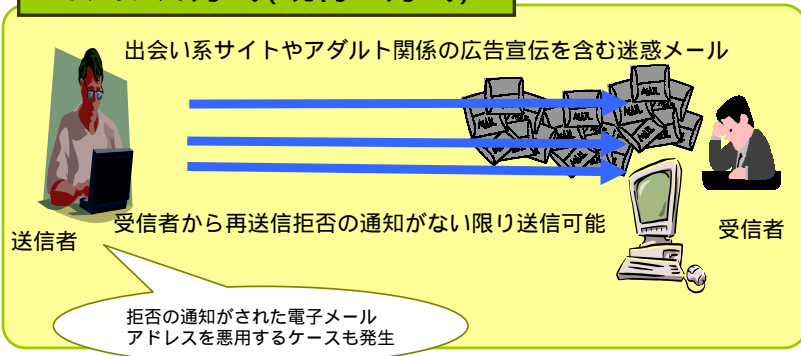 出会い系サイトやアダルト関係の広告宣伝を含む迷惑メール
受信者から再送信拒否の通知がない限り送信可能
送信者
受信者
拒否の通知がされた電子メール
アドレスを悪用するケースも発生